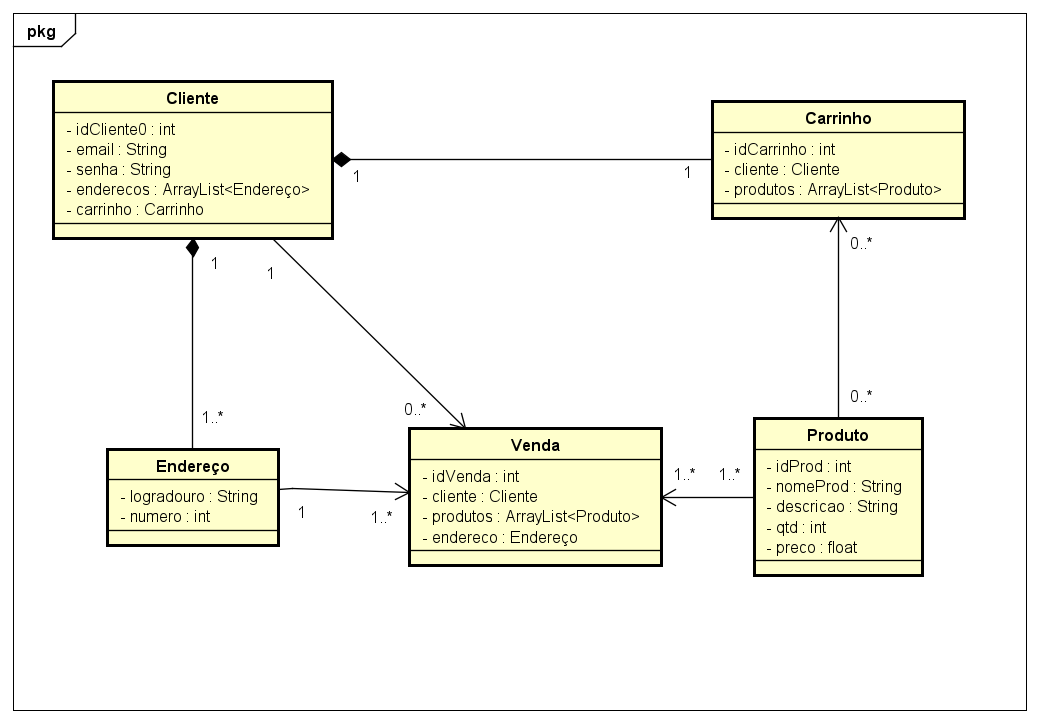 pkg
Cliente
- idCliente0 : int
- email : String
- senha : String
- enderecos : ArrayList<Endereço>
- carrinho : Carrinho
Carrinho
- idCarrinho : int
- cliente : Cliente
- produtos : ArrayList<Produto>
1
1
1
1
0..*
0..*
1..*
0..*
Endereço
- logradouro : String
- numero : int
1
1..*
Venda
- idVenda : int
- cliente : Cliente
- produtos : ArrayList<Produto>
- endereco : Endereço
1..*
1..*
Produto
- idProd : int
- nomeProd : String
- descricao : String
- qtd : int
- preco : float